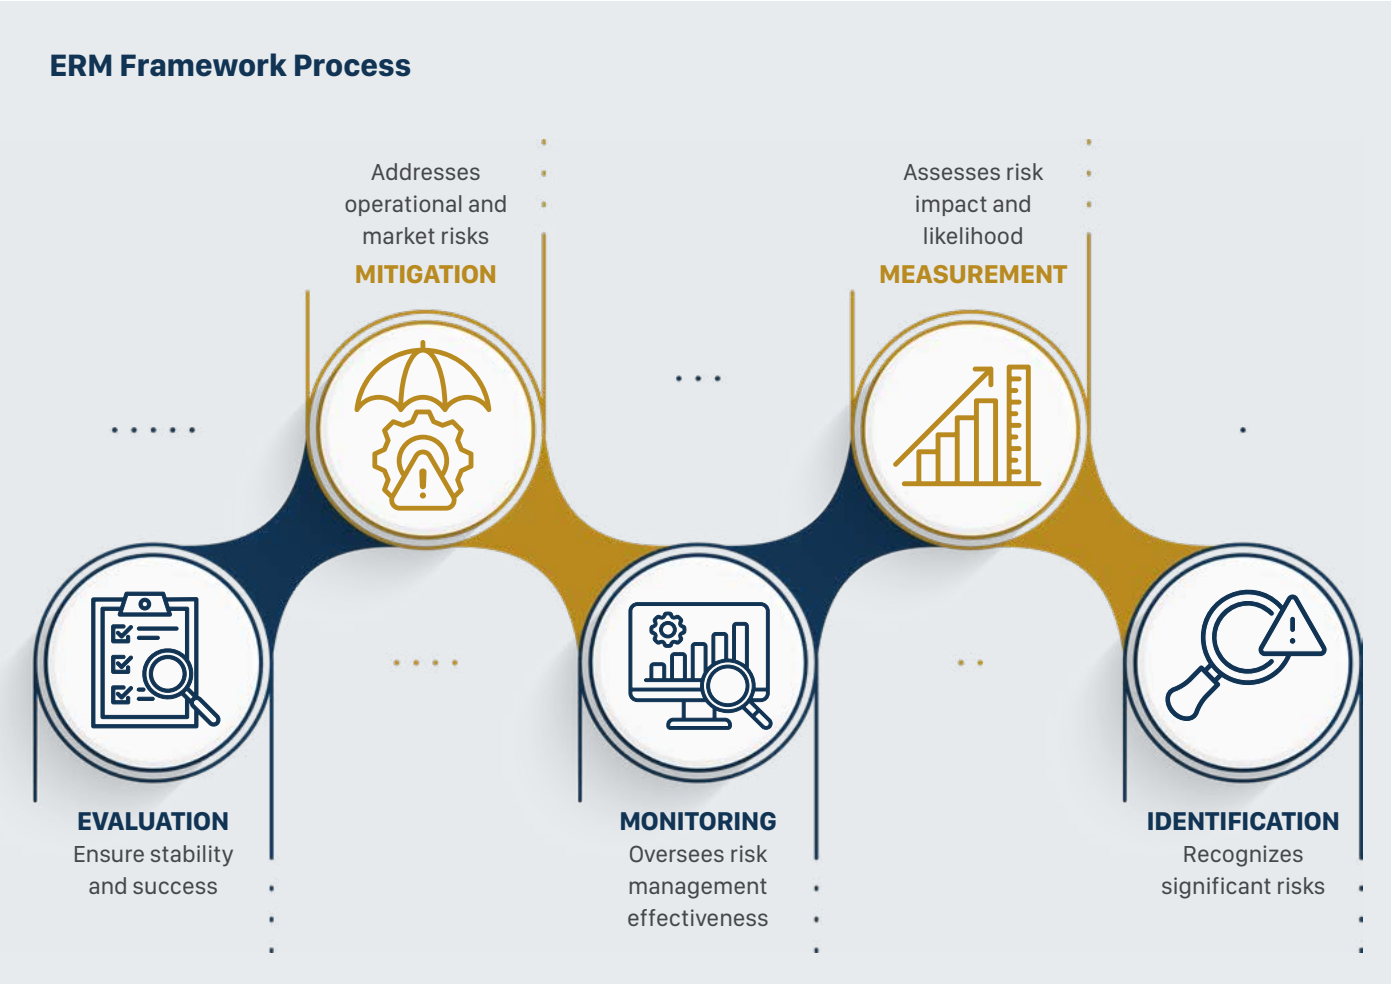 ERM Framework Process
Addresses
operational and
market risks
MITIGATION
Assesses risk
impact and
likelihood
MEASUREMENT
EVALUATION
Ensure stability
and success
MONITORING
Oversees risk
management
effectiveness
IDENTIFICATION
Recognizes
significant risks